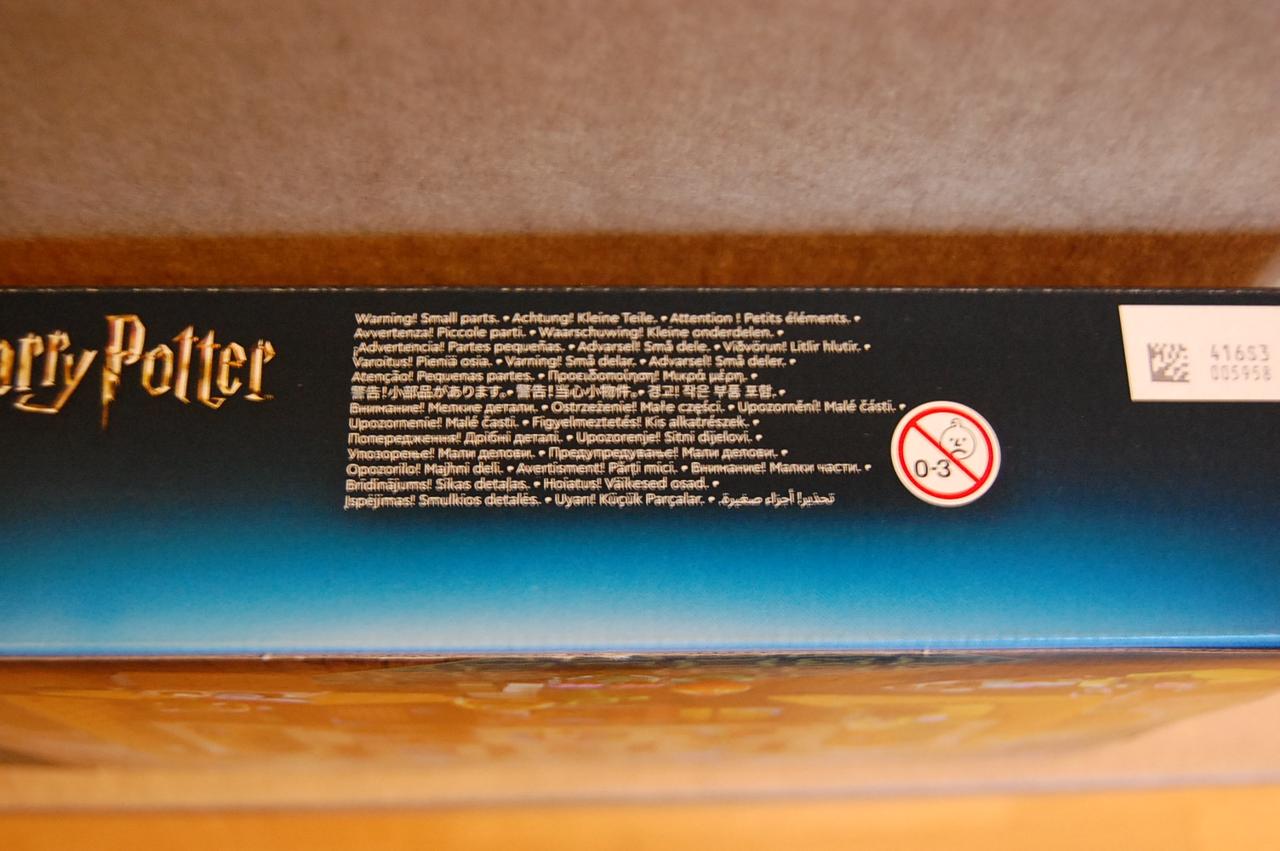 Harry Potter
Warning! Small parts. • Achtung! Kleine Teile. • Attention ! Petits éléments. •
Avvertenza! Piccole parti. • Waarschuwing! Kleine onderdelen. •
¡Advertencia! Partes pequeñas. • Advarsel! Små dele. • Viðvörun! Litlir hlutir. •
Varoitus! Pieniä osia. • Varning! Små delar. • Advarsel! Små deler. •
Atenção! Pequenas partes. • Προειδοποίηση! Μικρά μέρη. •
警告!小部品があります。• 警告!当心小物件。• 경고! 작은 부품 포함. •
Внимание! Мелкие детали. • Ostrzeżenie! Małe części. • Upozornění! Malé části. •
Upozornenie! Malé časti. • Figyelmeztetés! Kis alkatrészek. •
Попередження! Дрібні деталі. • Upozorenje! Sitni dijelovi. •
Упозорење! Мали делови. • Предупредување! Мали делови. •
Opozorilo! Majhni deli. • Avertisment! Părți mici. • Внимание! Малки части. •
Brīdinājums! Sīkas detaļas. • Hoiatus! Väikesed osad. •
Įspėjimas! Smulkios detalės. • Uyarı! Küçük Parçalar. • تحذير! أجزاء صغيرة.
0-3
416S3
005958